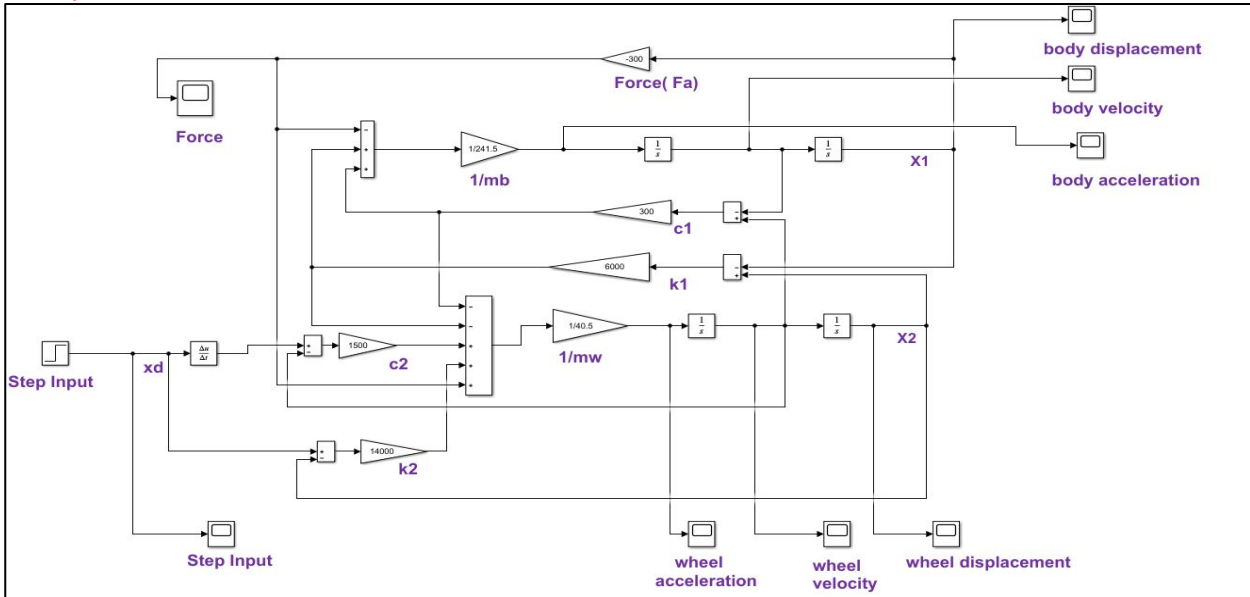 body displacement
-300
Force( Fa)
body velocity
Force
−
+
+
1/241.5
1/mb
1/s
1/s
X1
body acceleration
300
c1
−
+
6000
k1
−
+
−
−
+
+
+
1/40.5
1/mw
1/s
1/s
X2
Step Input
xd
Δu/Δt
+
−
1500
c2
+
−
14000
k2
Step Input
wheel
acceleration
wheel
velocity
wheel displacement